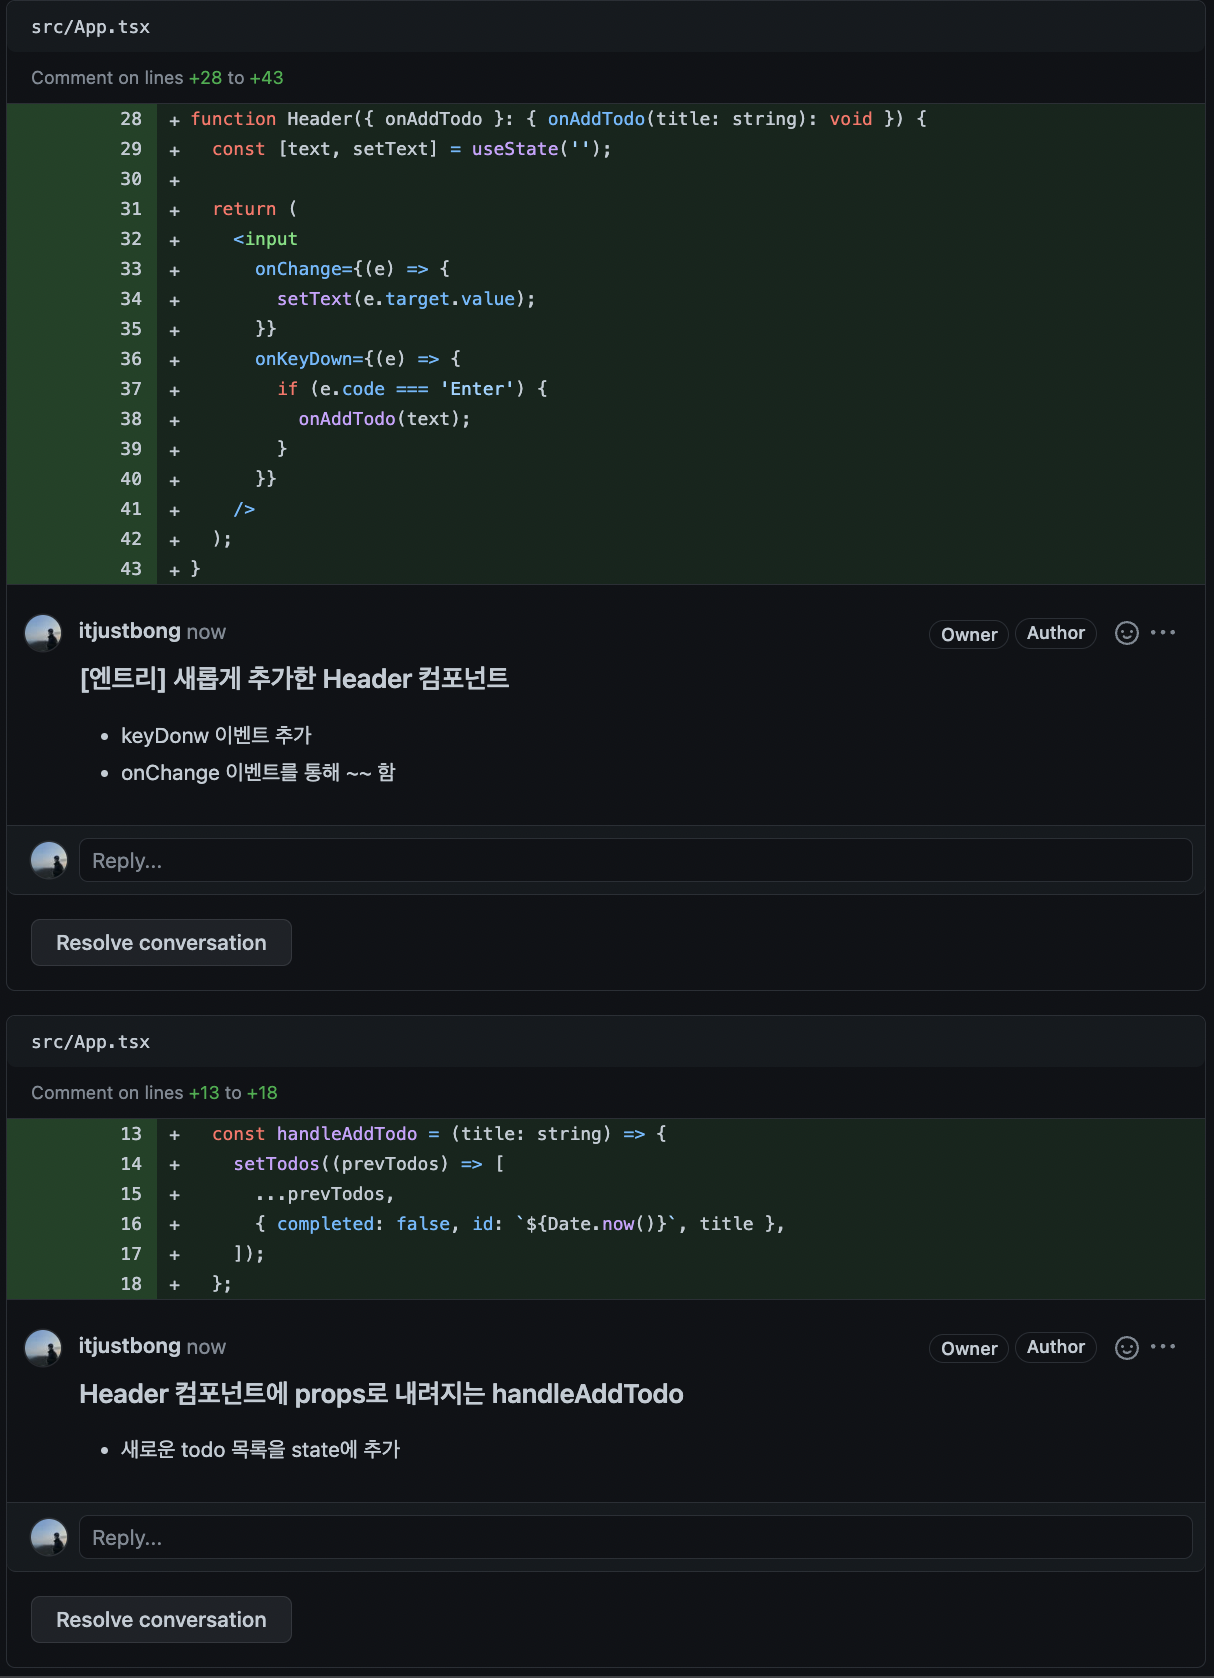 src/App.tsx
Comment on lines +28 to +43
28 + function Header({ onAddTodo }: { onAddTodo(title: string): void }) {
29 + const [text, setText] = useState('');
30 +
31 + return (
32 + <input
33 + onChange={(e) => {
34 + setText(e.target.value);
35 + }}
36 + onKeyDown={(e) => {
37 + if (e.code === 'Enter') {
38 + onAddTodo(text);
39 + }
40 + }}
41 + />
42 + );
43 + }
itjustbong now Owner Author
[엔트리] 새롭게 추가한 Header 컴포넌트
• keyDonw 이벤트 추가
• onChange 이벤트를 통해 ~~ 함
Reply...
Resolve conversation
src/App.tsx
Comment on lines +13 to +18
13 + const handleAddTodo = (title: string) => {
14 + setTodos((prevTodos) => [
15 + ...prevTodos,
16 + { completed: false, id: `${Date.now()}`, title },
17 + ]);
18 + };
itjustbong now Owner Author
Header 컴포넌트에 props로 내려지는 handleAddTodo
• 새로운 todo 목록을 state에 추가
Reply...
Resolve conversation